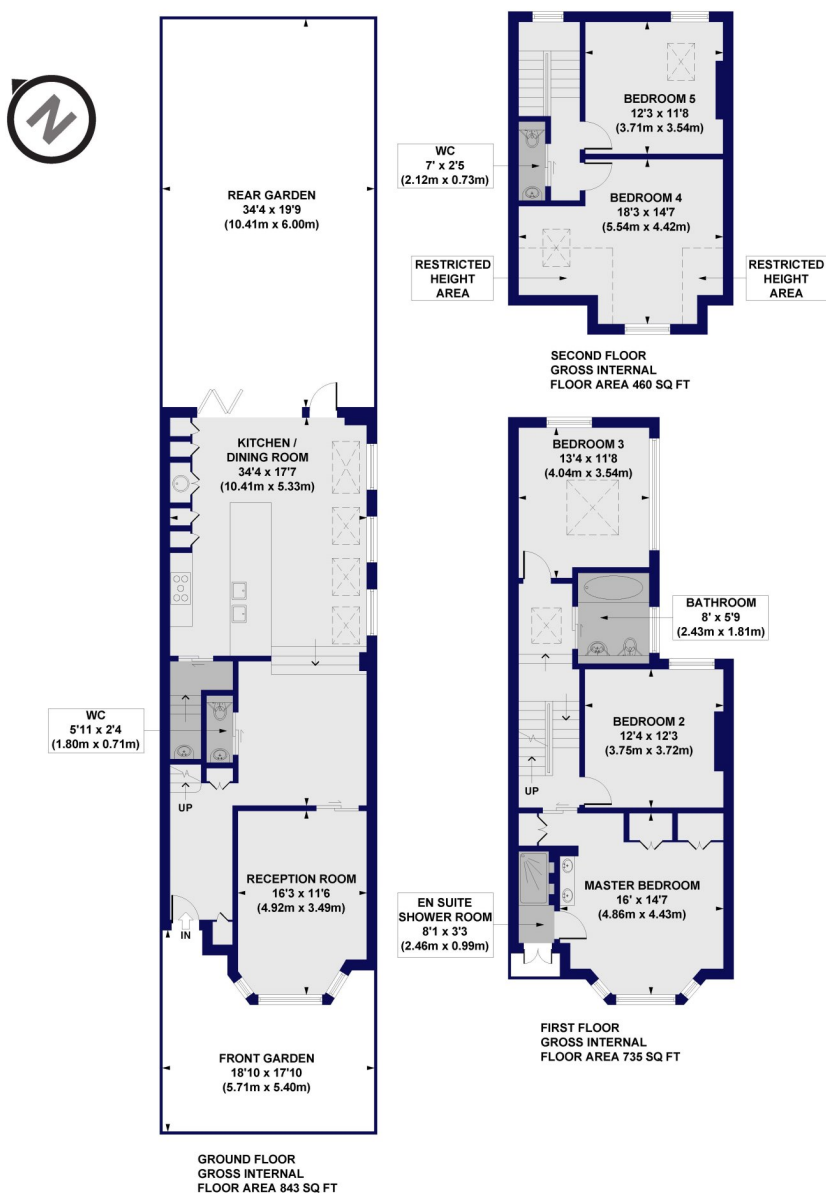 N
REAR GARDEN
34'4 x 19'9
(10.41m x 6.00m)
KITCHEN /
DINING ROOM
34'4 x 17'7
(10.41m x 5.33m)
WC
5'11 x 2'4
(1.80m x 0.71m)
UP
RECEPTION ROOM
16'3 x 11'6
(4.92m x 3.49m)
IN
FRONT GARDEN
18'10 x 17'10
(5.71m x 5.40m)
GROUND FLOOR
GROSS INTERNAL
FLOOR AREA 843 SQ FT
BEDROOM 5
12'3 x 11'8
(3.71m x 3.54m)
WC
7' x 2'5
(2.12m x 0.73m)
BEDROOM 4
18'3 x 14'7
(5.54m x 4.42m)
RESTRICTED
HEIGHT
AREA
RESTRICTED
HEIGHT
AREA
SECOND FLOOR
GROSS INTERNAL
FLOOR AREA 460 SQ FT
BEDROOM 3
13'4 x 11'8
(4.04m x 3.54m)
BATHROOM
8' x 5'9
(2.43m x 1.81m)
BEDROOM 2
12'4 x 12'3
(3.75m x 3.72m)
UP
MASTER BEDROOM
16' x 14'7
(4.86m x 4.43m)
EN SUITE
SHOWER ROOM
8'1 x 3'3
(2.46m x 0.99m)
FIRST FLOOR
GROSS INTERNAL
FLOOR AREA 735 SQ FT